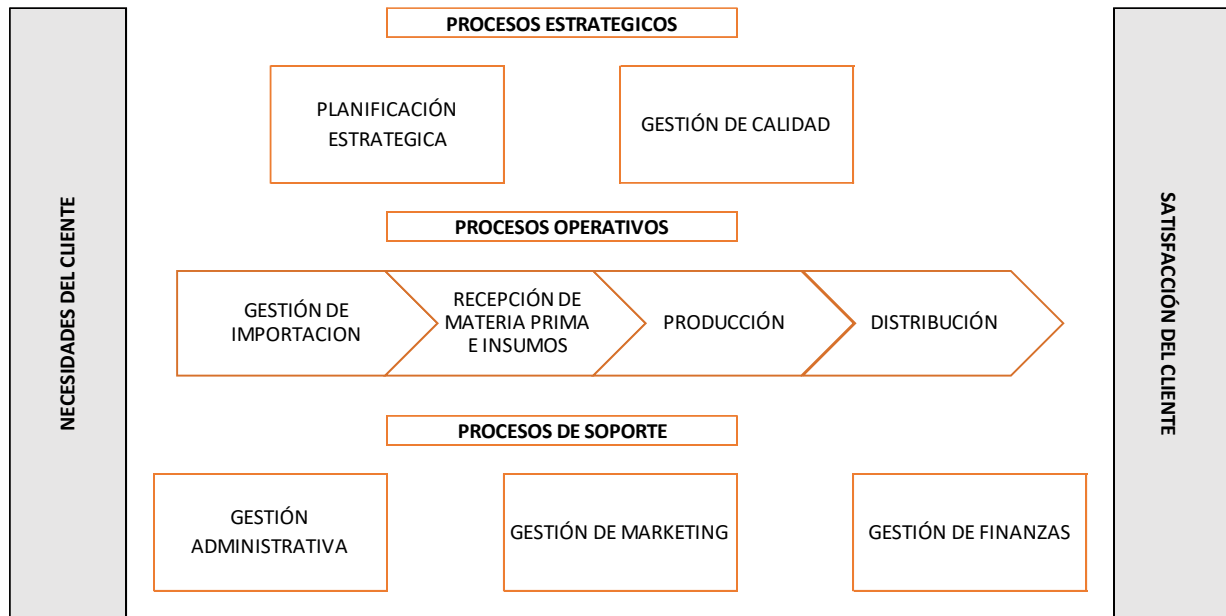 PROCESOS ESTRATEGICOS
PLANIFICACIÓN
ESTRATEGICA
GESTIÓN DE CALIDAD
NECESIDADES DEL CLIENTE
SATISFACCIÓN DEL CLIENTE
PROCESOS OPERATIVOS
GESTIÓN DE
IMPORTACION
RECEPCIÓN DE
MATERIA PRIMA
E INSUMOS
PRODUCCIÓN
DISTRIBUCIÓN
PROCESOS DE SOPORTE
GESTIÓN
ADMINISTRATIVA
GESTIÓN DE MARKETING
GESTIÓN DE FINANZAS